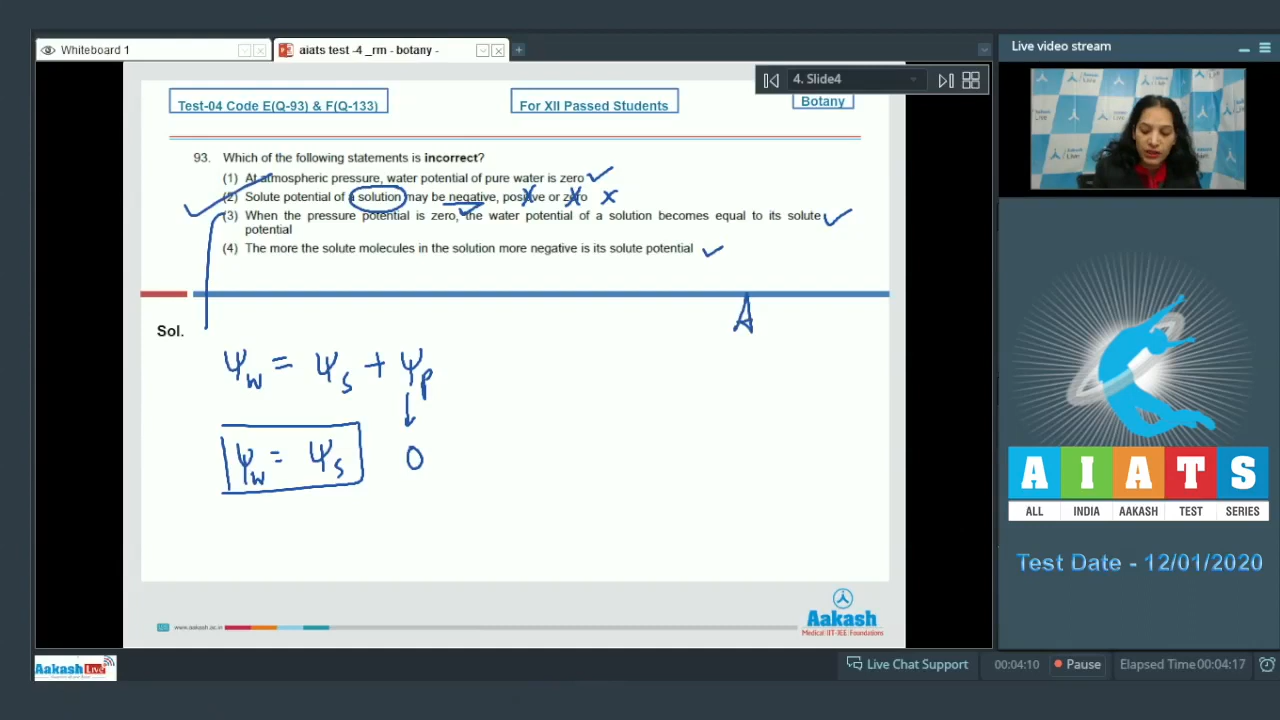 Whiteboard 1
aiats test -4 _rm - botany -
Live video stream
4. Slide4
Test-04 Code E(Q-93) & F(Q-133)
For XII Passed Students
Botany
93. Which of the following statements is incorrect?
(1) At atmospheric pressure, water potential of pure water is zero
(2) Solute potential of a solution may be negative, positive or zero
(3) When the pressure potential is zero, the water potential of a solution becomes equal to its solute
potential
(4) The more the solute molecules in the solution more negative is its solute potential
A
Sol.
Ψw = Ψs + Ψp
Ψw = Ψs 0
A I A T S
ALL INDIA AAKASH TEST SERIES
Test Date - 12/01/2020
www.aakash.ac.in
Aakash
Medical|IIT-JEE|Foundations
Aakash Live
Live Chat Support
00:04:10
Pause
Elapsed Time 00:04:17